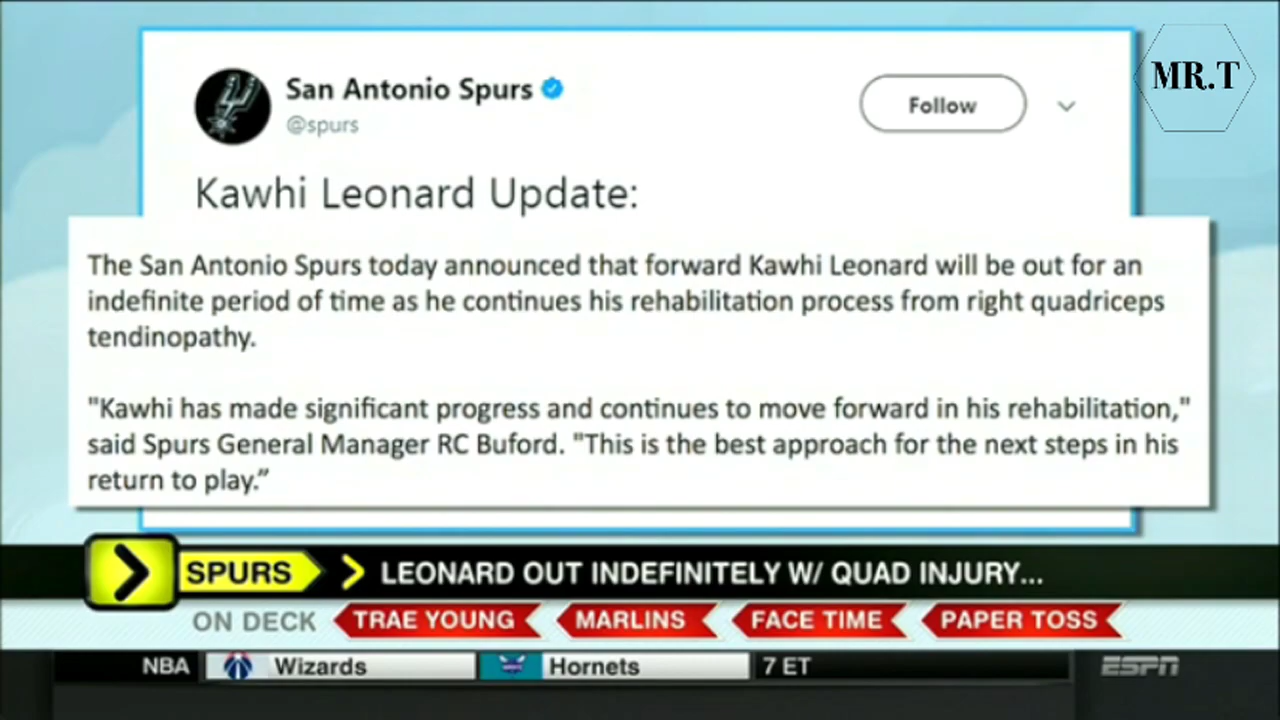 MR.T
San Antonio Spurs
@spurs
Follow
Kawhi Leonard Update:
The San Antonio Spurs today announced that forward Kawhi Leonard will be out for an
indefinite period of time as he continues his rehabilitation process from right quadriceps
tendinopathy.
"Kawhi has made significant progress and continues to move forward in his rehabilitation,"
said Spurs General Manager RC Buford. "This is the best approach for the next steps in his
return to play.”
SPURS LEONARD OUT INDEFINITELY W/ QUAD INJURY...
ON DECK TRAE YOUNG MARLINS FACE TIME PAPER TOSS
NBA Wizards Hornets 7 ET ESPN